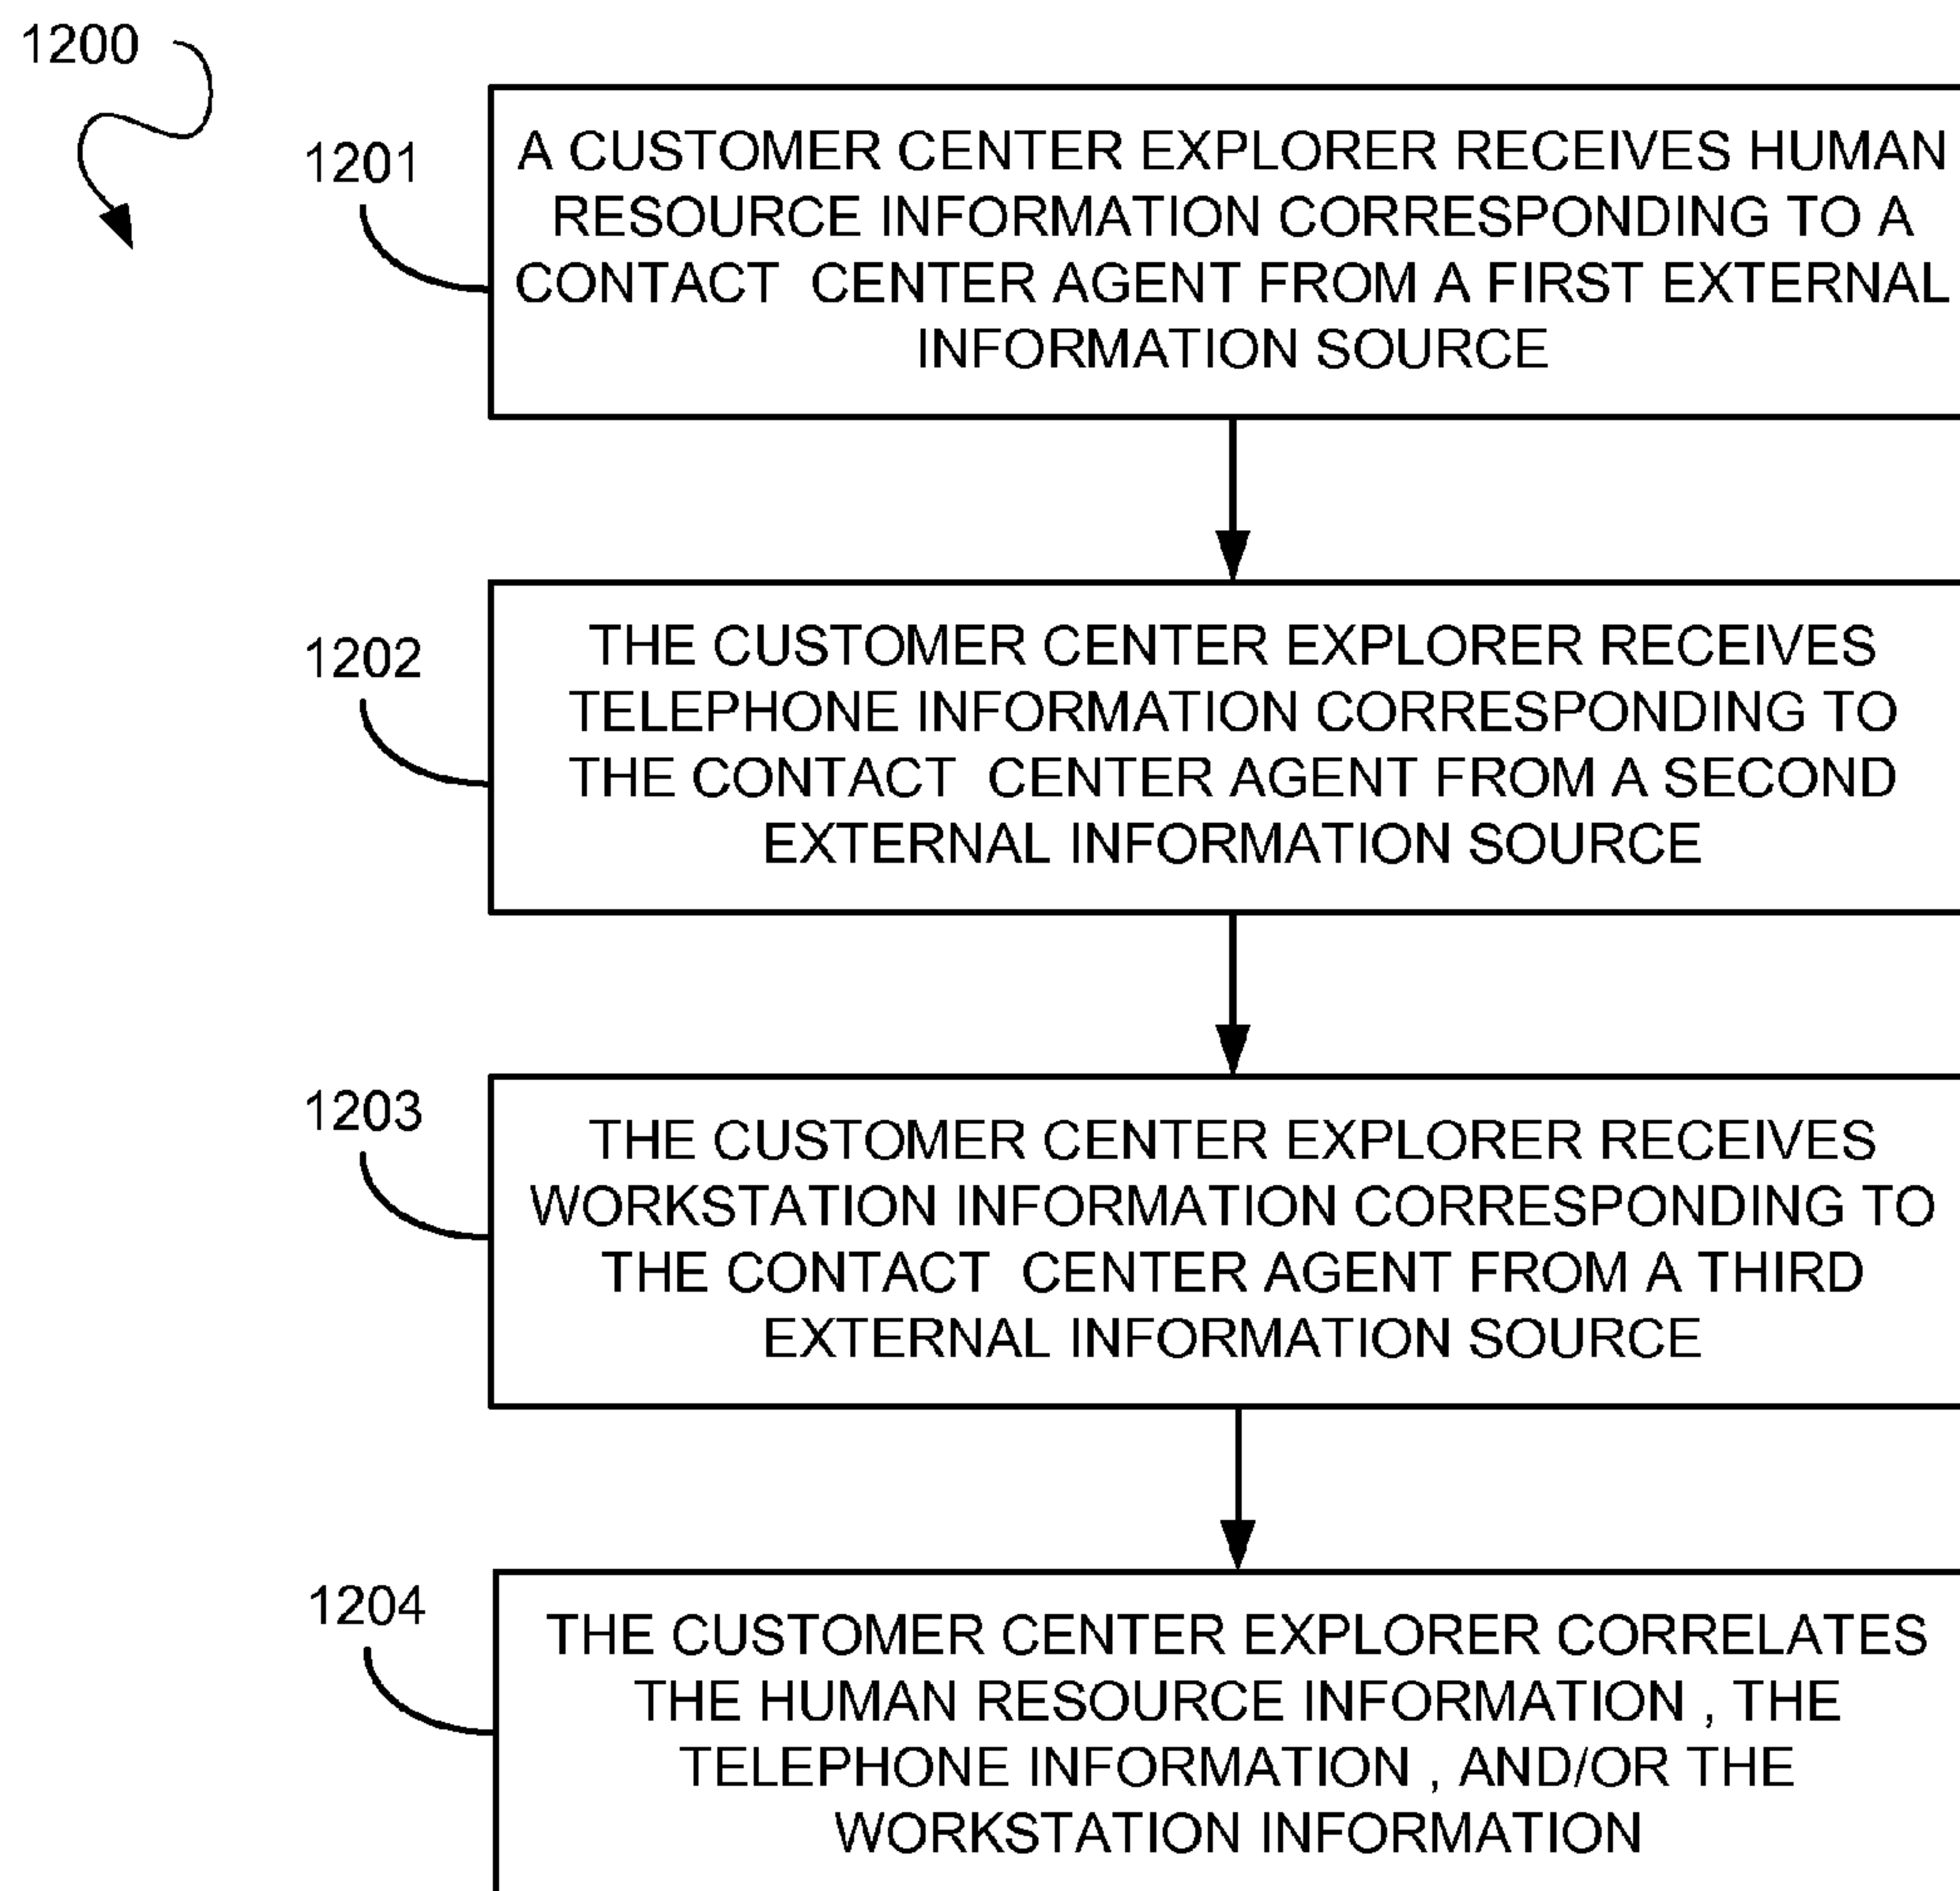 1200
1201
A CUSTOMER CENTER EXPLORER RECEIVES HUMAN
RESOURCE INFORMATION CORRESPONDING TO A
CONTACT CENTER AGENT FROM A FIRST EXTERNAL
INFORMATION SOURCE
1202
THE CUSTOMER CENTER EXPLORER RECEIVES
TELEPHONE INFORMATION CORRESPONDING TO
THE CONTACT CENTER AGENT FROM A SECOND
EXTERNAL INFORMATION SOURCE
1203
THE CUSTOMER CENTER EXPLORER RECEIVES
WORKSTATION INFORMATION CORRESPONDING TO
THE CONTACT CENTER AGENT FROM A THIRD
EXTERNAL INFORMATION SOURCE
1204
THE CUSTOMER CENTER EXPLORER CORRELATES
THE HUMAN RESOURCE INFORMATION , THE
TELEPHONE INFORMATION , AND/OR THE
WORKSTATION INFORMATION